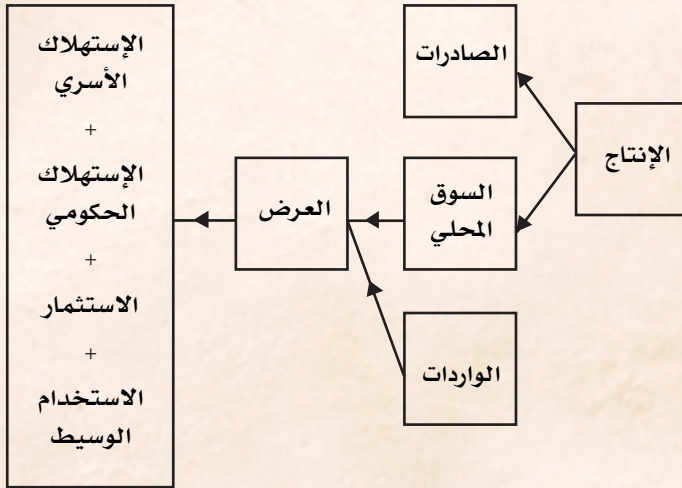 الإنتاج
الصادرات
السوق
المحلي
الواردات
العرض
الإستهلاك
الأسري
+
الإستهلاك
الحكومي
+
الاستثمار
+
الاستخدام
الوسيط